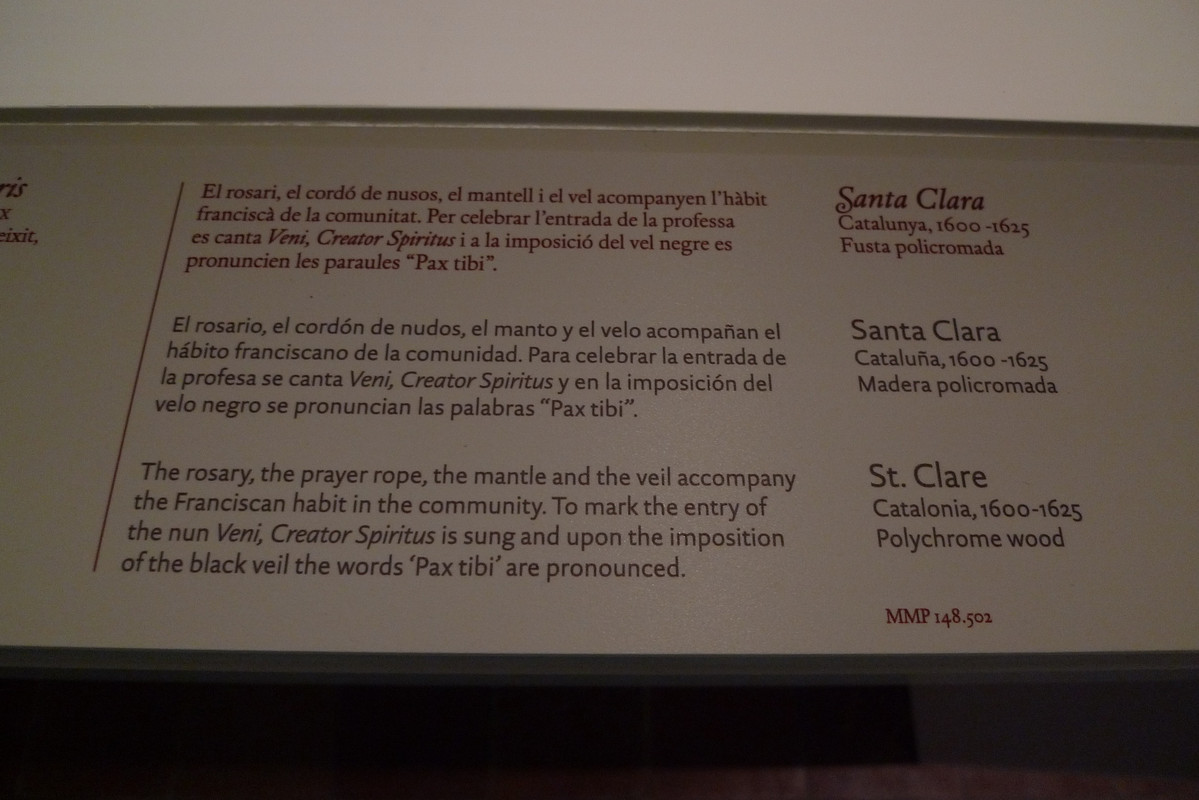 ris
x
eixit,
El rosari, el cordó de nusos, el mantell i el vel acompanyen l'hàbit
franciscà de la comunitat. Per celebrar l'entrada de la professa
es canta Veni, Creator Spiritus i a la imposició del vel negre es
pronuncien les paraules “Pax tibi”.
El rosario, el cordón de nudos, el manto y el velo acompañan el
hábito franciscano de la comunidad. Para celebrar la entrada de
la profesa se canta Veni, Creator Spiritus y en la imposición del
velo negro se pronuncian las palabras “Pax tibi”.
The rosary, the prayer rope, the mantle and the veil accompany
the Franciscan habit in the community. To mark the entry of
the nun Veni, Creator Spiritus is sung and upon the imposition
of the black veil the words ‘Pax tibi’ are pronounced.
Santa Clara
Catalunya, 1600 -1625
Fusta policromada
Santa Clara
Cataluña, 1600 -1625
Madera policromada
St. Clare
Catalonia, 1600-1625
Polychrome wood
MMP 148.502